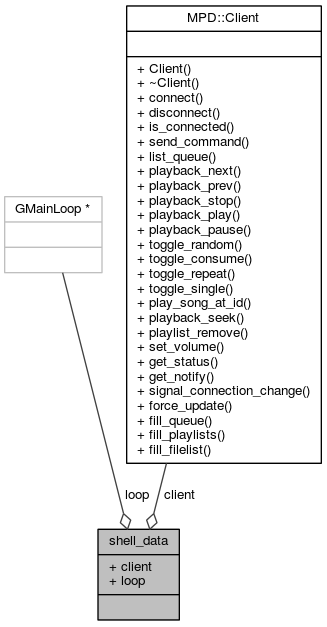 MPD::Client
+ Client()
+ ~Client()
+ connect()
+ disconnect()
+ is_connected()
+ send_command()
+ list_queue()
+ playback_next()
+ playback_prev()
+ playback_stop()
+ playback_play()
+ playback_pause()
+ toggle_random()
+ toggle_consume()
+ toggle_repeat()
+ toggle_single()
+ play_song_at_id()
+ playback_seek()
+ playlist_remove()
+ set_volume()
+ get_status()
+ get_notify()
+ signal_connection_change()
+ force_update()
+ fill_queue()
+ fill_playlists()
+ fill_filelist()
GMainLoop *
loop
client
shell_data
+ client
+ loop